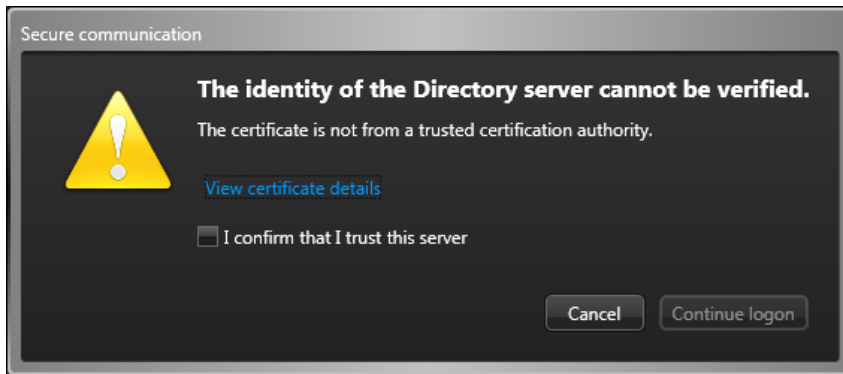 Secure communication
The identity of the Directory server cannot be verified.
The certificate is not from a trusted certification authority.
View certificate details
I confirm that I trust this server
Cancel Continue logon